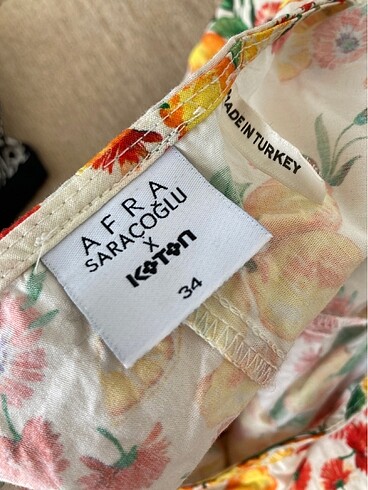 AFRA
SARAÇOĞLU
X
KOTON
34
MADE IN TURKEY